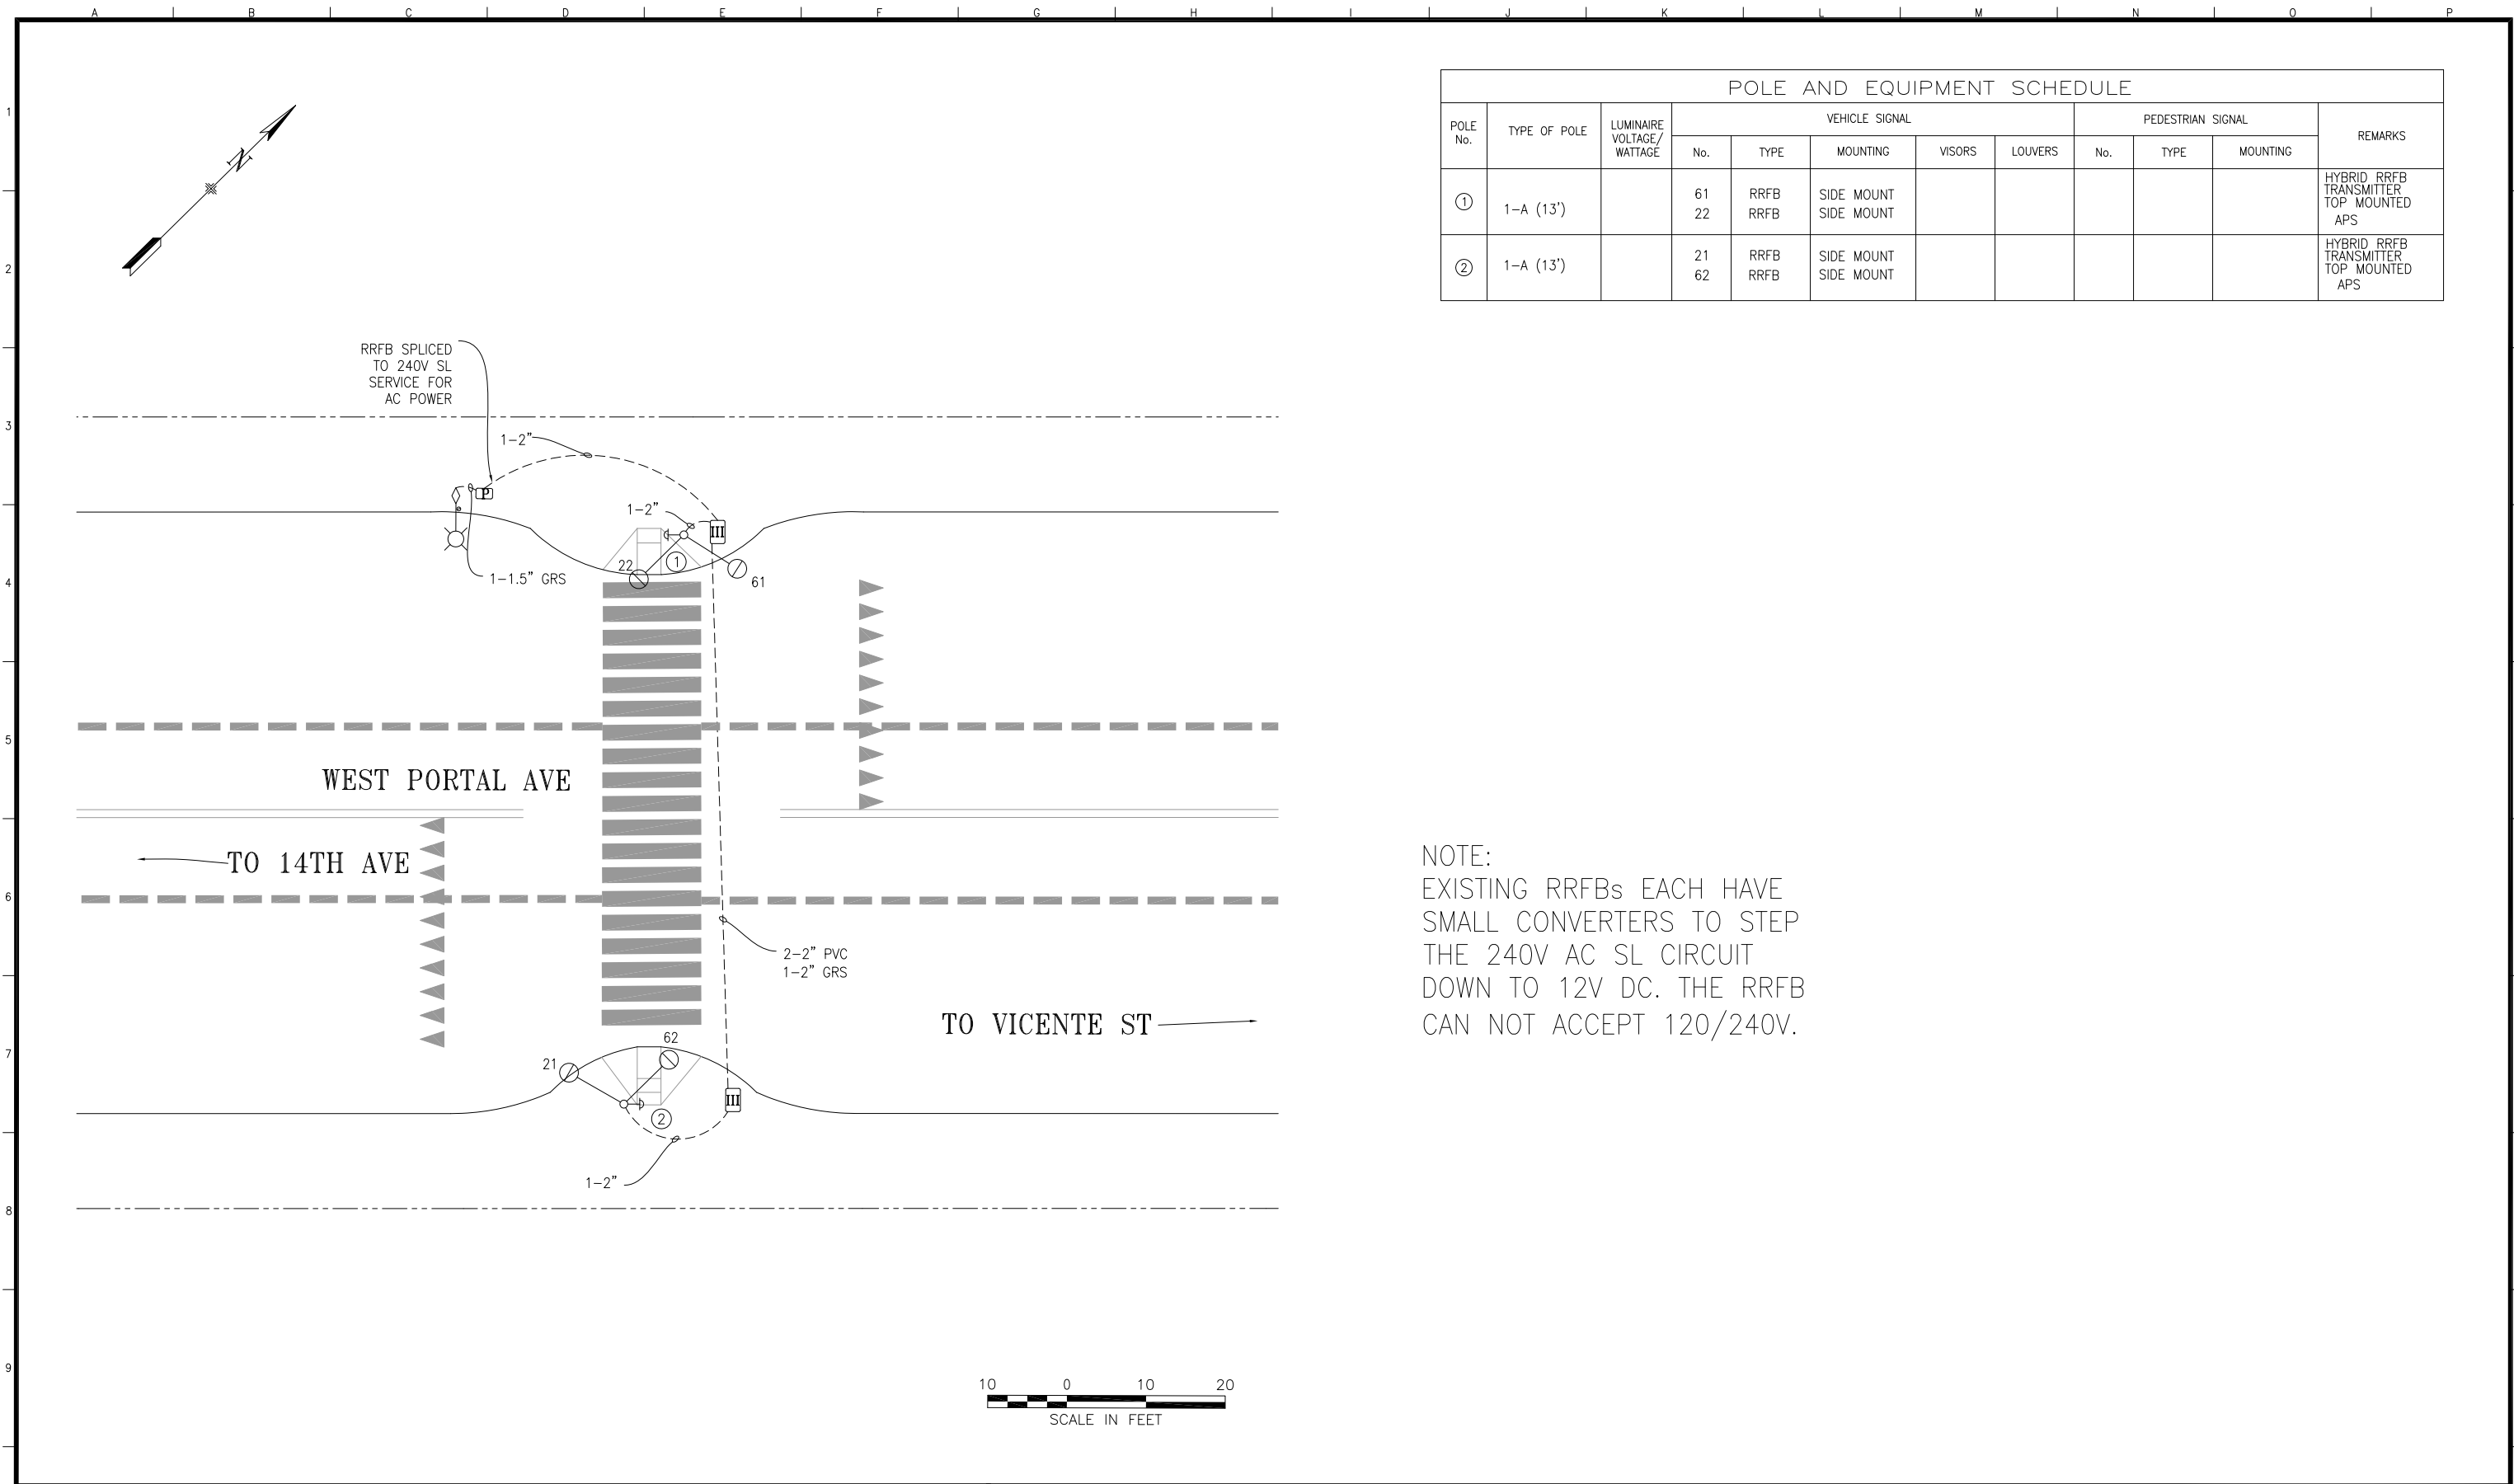 A B C D E F G H I J K L M N O P
1
2
3
4
5
6
7
8
9
N
POLE AND EQUIPMENT SCHEDULE
POLE No.
TYPE OF POLE
LUMINAIRE VOLTAGE/ WATTAGE
VEHICLE SIGNAL
PEDESTRIAN SIGNAL
REMARKS
No. TYPE MOUNTING VISORS LOUVERS No. TYPE MOUNTING
1 1-A (13')
61 RRFB SIDE MOUNT
22 RRFB SIDE MOUNT
HYBRID RRFB
TRANSMITTER
TOP MOUNTED
APS
2 1-A (13')
21 RRFB SIDE MOUNT
62 RRFB SIDE MOUNT
HYBRID RRFB
TRANSMITTER
TOP MOUNTED
APS
RRFB SPLICED
TO 240V SL
SERVICE FOR
AC POWER
1-2"
P
1-2"
III
1
22
61
1-1.5" GRS
WEST PORTAL AVE
TO 14TH AVE
2-2" PVC
1-2" GRS
TO VICENTE ST
62
21
III
2
1-2"
NOTE:
EXISTING RRFBs EACH HAVE
SMALL CONVERTERS TO STEP
THE 240V AC SL CIRCUIT
DOWN TO 12V DC. THE RRFB
CAN NOT ACCEPT 120/240V.
10 0 10 20
SCALE IN FEET